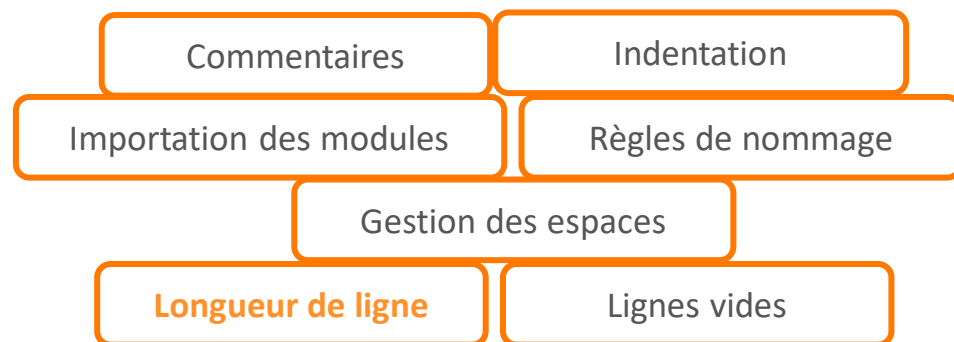 Commentaires
Indentation
Importation des modules
Règles de nommage
Gestion des espaces
Longueur de ligne
Lignes vides